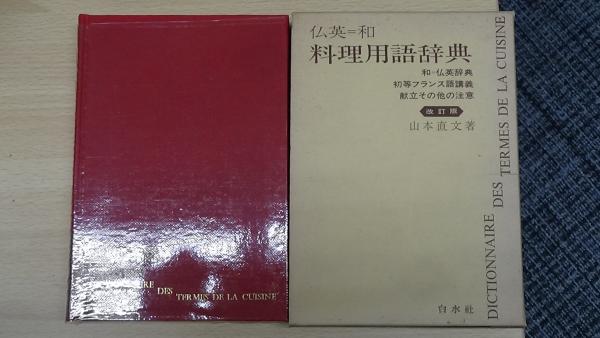 仏英=和
料理用語辞典
和=仏英辞典
初等フランス語講義
献立その他の注意
改訂版
山本直文著
白水社
DICTIONNAIRE DES TERMES DE LA CUISINE
DES
TERMES DE LA CUISINE